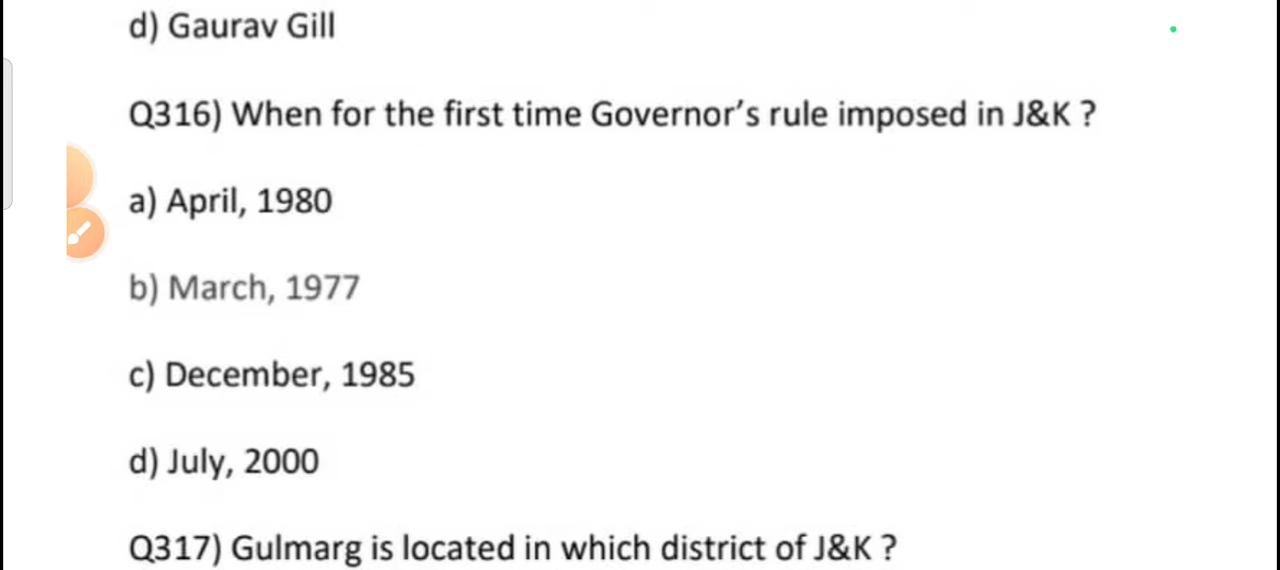 d) Gaurav Gill
Q316) When for the first time Governor’s rule imposed in J&K ?
a) April, 1980
b) March, 1977
c) December, 1985
d) July, 2000
Q317) Gulmarg is located in which district of J&K ?